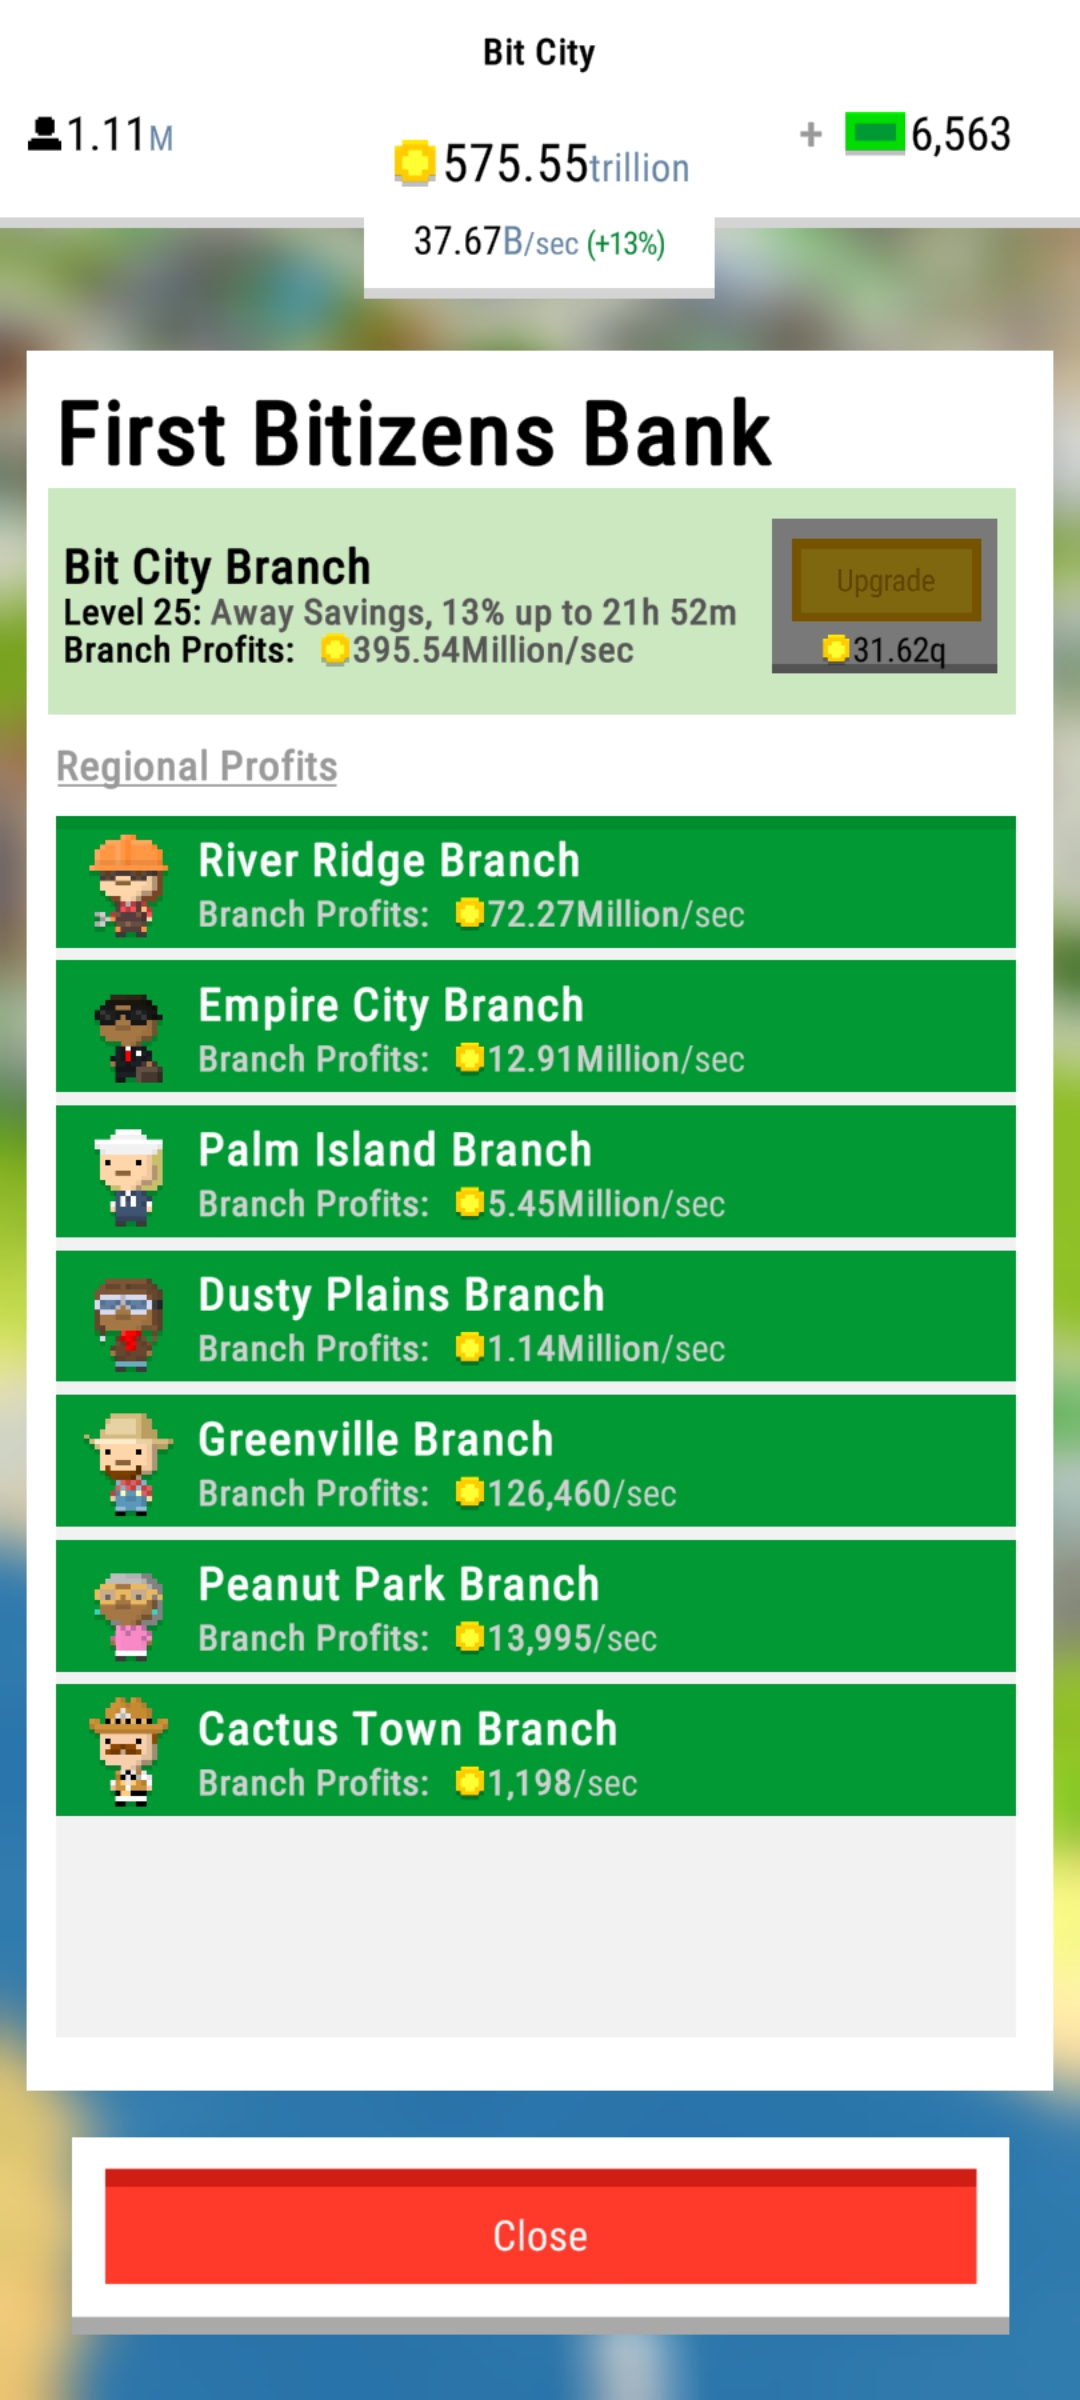 Bit City
1.11M
+ 6,563
575.55trillion
37.67B/sec (+13%)
First Bitizens Bank
Bit City Branch
Level 25: Away Savings, 13% up to 21h 52m
Branch Profits: 395.54Million/sec
Upgrade
31.62q
Regional Profits
River Ridge Branch
Branch Profits: 72.27Million/sec
Empire City Branch
Branch Profits: 12.91Million/sec
Palm Island Branch
Branch Profits: 5.45Million/sec
Dusty Plains Branch
Branch Profits: 1.14Million/sec
Greenville Branch
Branch Profits: 126,460/sec
Peanut Park Branch
Branch Profits: 13,995/sec
Cactus Town Branch
Branch Profits: 1,198/sec
Close